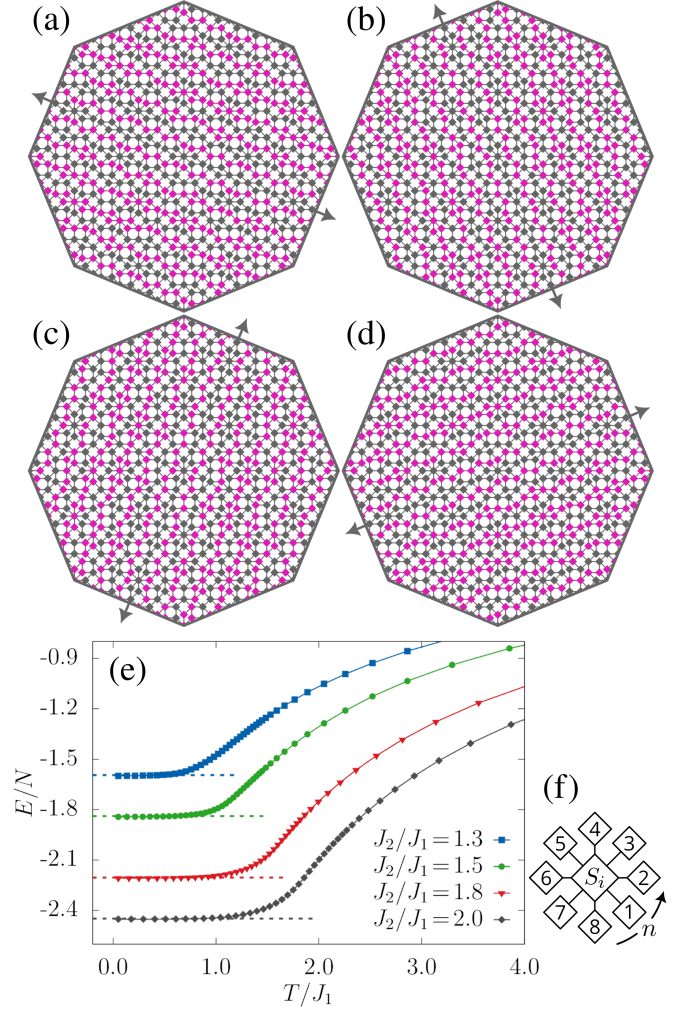 (a)
(b)
(c)
(d)
(e)
E/N
-0.9
-1.2
-1.5
-1.8
-2.1
-2.4
J₂/J₁ = 1.3
J₂/J₁ = 1.5
J₂/J₁ = 1.8
J₂/J₁ = 2.0
0.0 1.0 2.0 3.0 4.0
T/J₁
(f)
4
5 3
6 Sᵢ 2
7 1
8 n